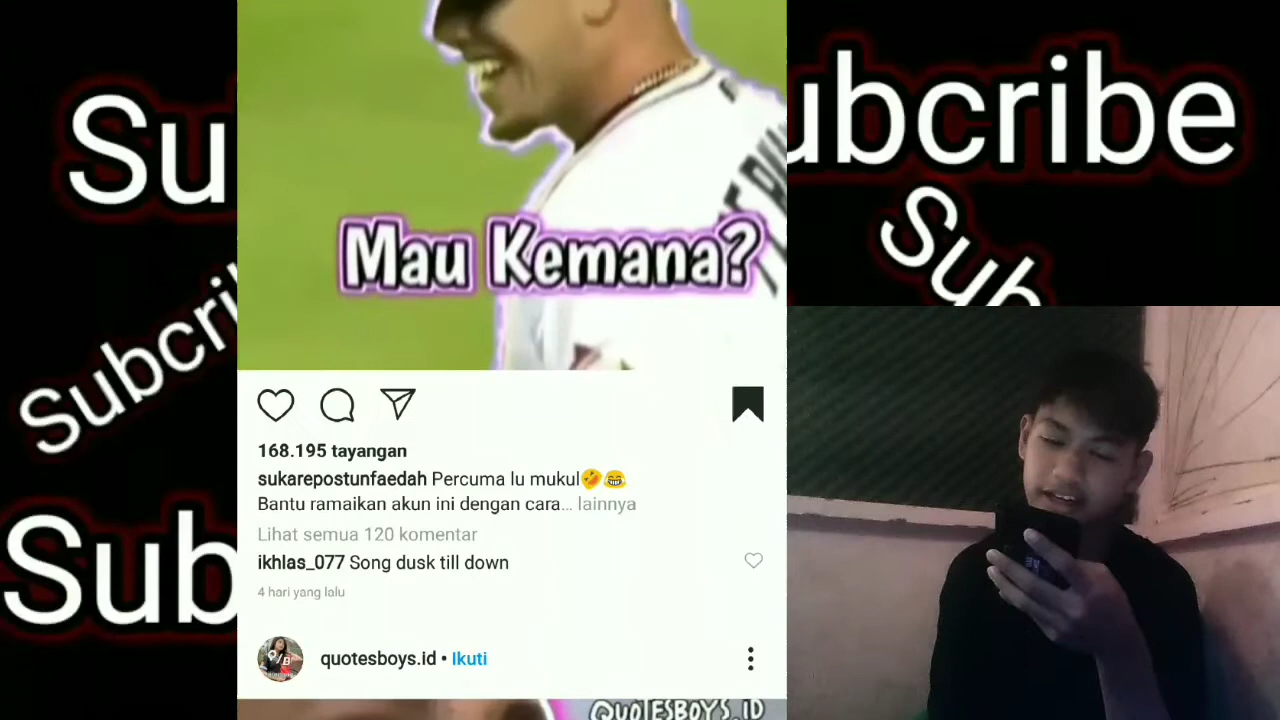 Su
ubcribe
Sub
Subcri
Sub
Mau Kemana?
168.195 tayangan
sukarepostunfaedah Percuma lu mukul🤣😂
Bantu ramaikan akun ini dengan cara... lainnya
Lihat semua 120 komentar
ikhlas_077 Song dusk till down
4 hari yang lalu
quotesboys.id • Ikuti
QUOTESBOYS.ID